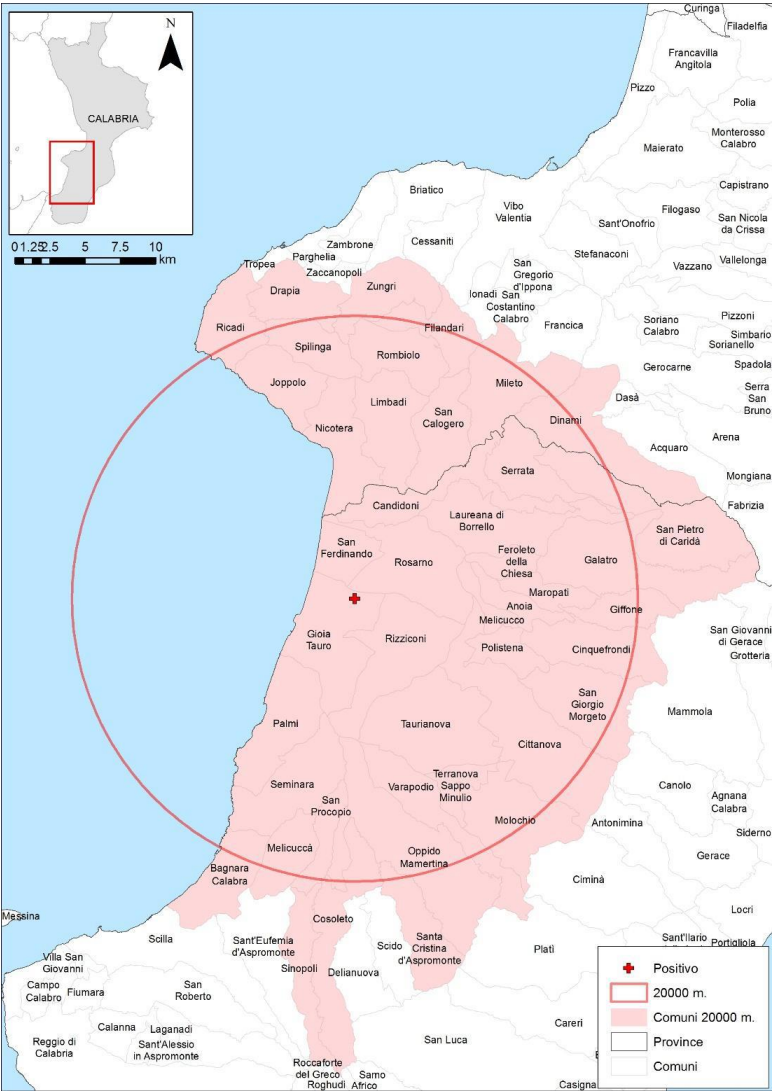 N
CALABRIA
0 1.25 2.5 5 7.5 10
km
Curinga
Filadelfia
Francavilla
Angitola
Pizzo
Polia
Monterosso
Calabro
Maierato
Capistrano
Briatico
Vibo
Valentia
Filogaso
San Nicola
da Crissa
Sant'Onofrio
Zambrone
Cessaniti
Stefanaconi
Parghelia
Tropea
Zaccanopoli
San
Gregorio
d'Ippona
Vazzano
Vallelonga
Drapia
Zungri
Ionadi
San
Costantino
Calabro
Ricadi
Filandari
Francica
Soriano
Calabro
Pizzoni
Simbario
Sorianello
Spilinga
Rombiolo
Gerocarne
Spadola
Joppolo
Mileto
Serra
San
Bruno
Dasà
Limbadi
San
Calogero
Dinami
Nicotera
Arena
Acquaro
Serrata
Mongiana
Candidoni
Fabrizia
Laureana di
Borrello
San Pietro
di Caridà
San
Ferdinando
Feroleto
della
Chiesa
Rosarno
Galatro
Maropati
Anoia
Giffone
Melicucco
Gioia
Tauro
Rizziconi
Polistena
Cinquefrondi
San Giovanni
di Gerace
Grotteria
San
Giorgio
Morgeto
Mammola
Palmi
Taurianova
Cittanova
Seminara
Varapodio
Terranova
Sappo
Minulio
Canolo
Agnana
Calabra
San
Procopio
Molochio
Antonimina
Siderno
Melicuccà
Oppido
Mamertina
Gerace
Bagnara
Calabra
Ciminà
Locri
Messina
Cosoleto
Scilla
Sant'Eufemia
d'Aspromonte
Scido
Santa
Cristina
d'Aspromonte
Platì
Sant'Ilario
Portigliola
Villa San
Giovanni
Sinopoli
Delianuova
Campo
Calabro
Fiumara
San
Roberto
Calanna
Laganadi
Careri
Reggio di
Calabria
Sant'Alessio
in Aspromonte
San Luca
Roccaforte
del Greco
Roghudi
Samo
Africo
Casigna
Positivo
20000 m.
Comuni 20000 m.
Province
Comuni